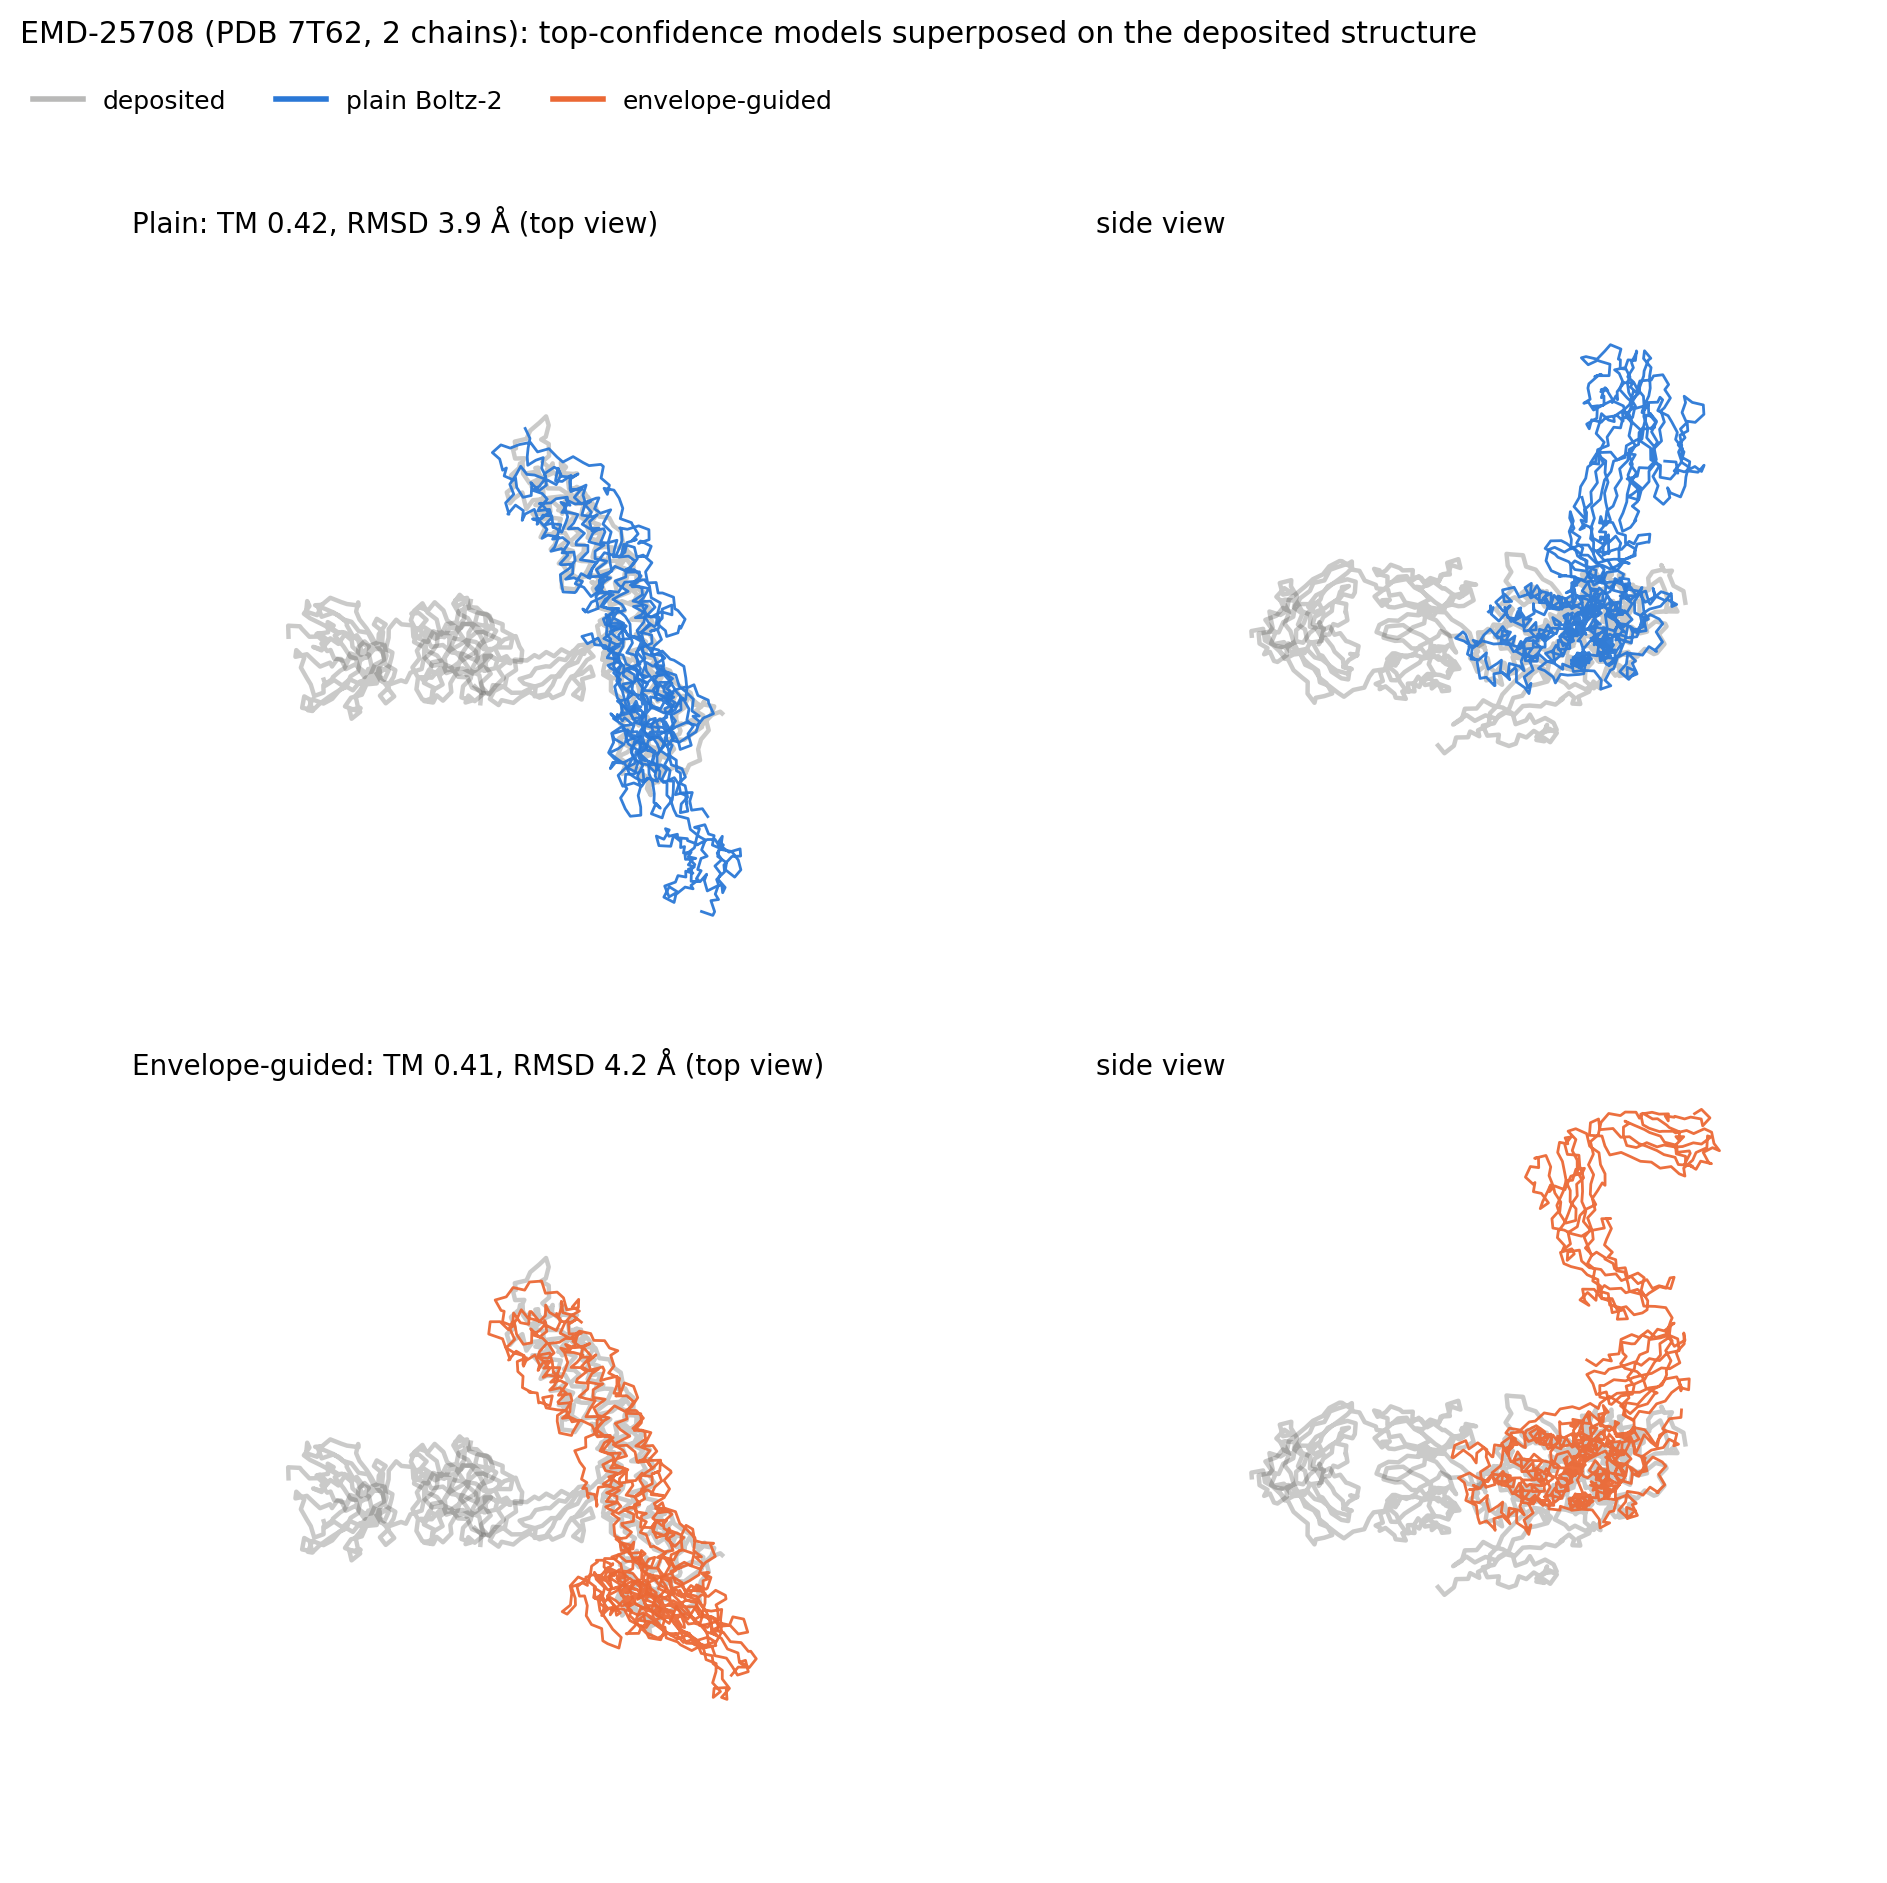 EMD-25708 (PDB 7T62, 2 chains): top-confidence models superposed on the deposited structure
deposited
plain Boltz-2
envelope-guided
Plain: TM 0.42, RMSD 3.9 Å (top view)
side view
Envelope-guided: TM 0.41, RMSD 4.2 Å (top view)
side view